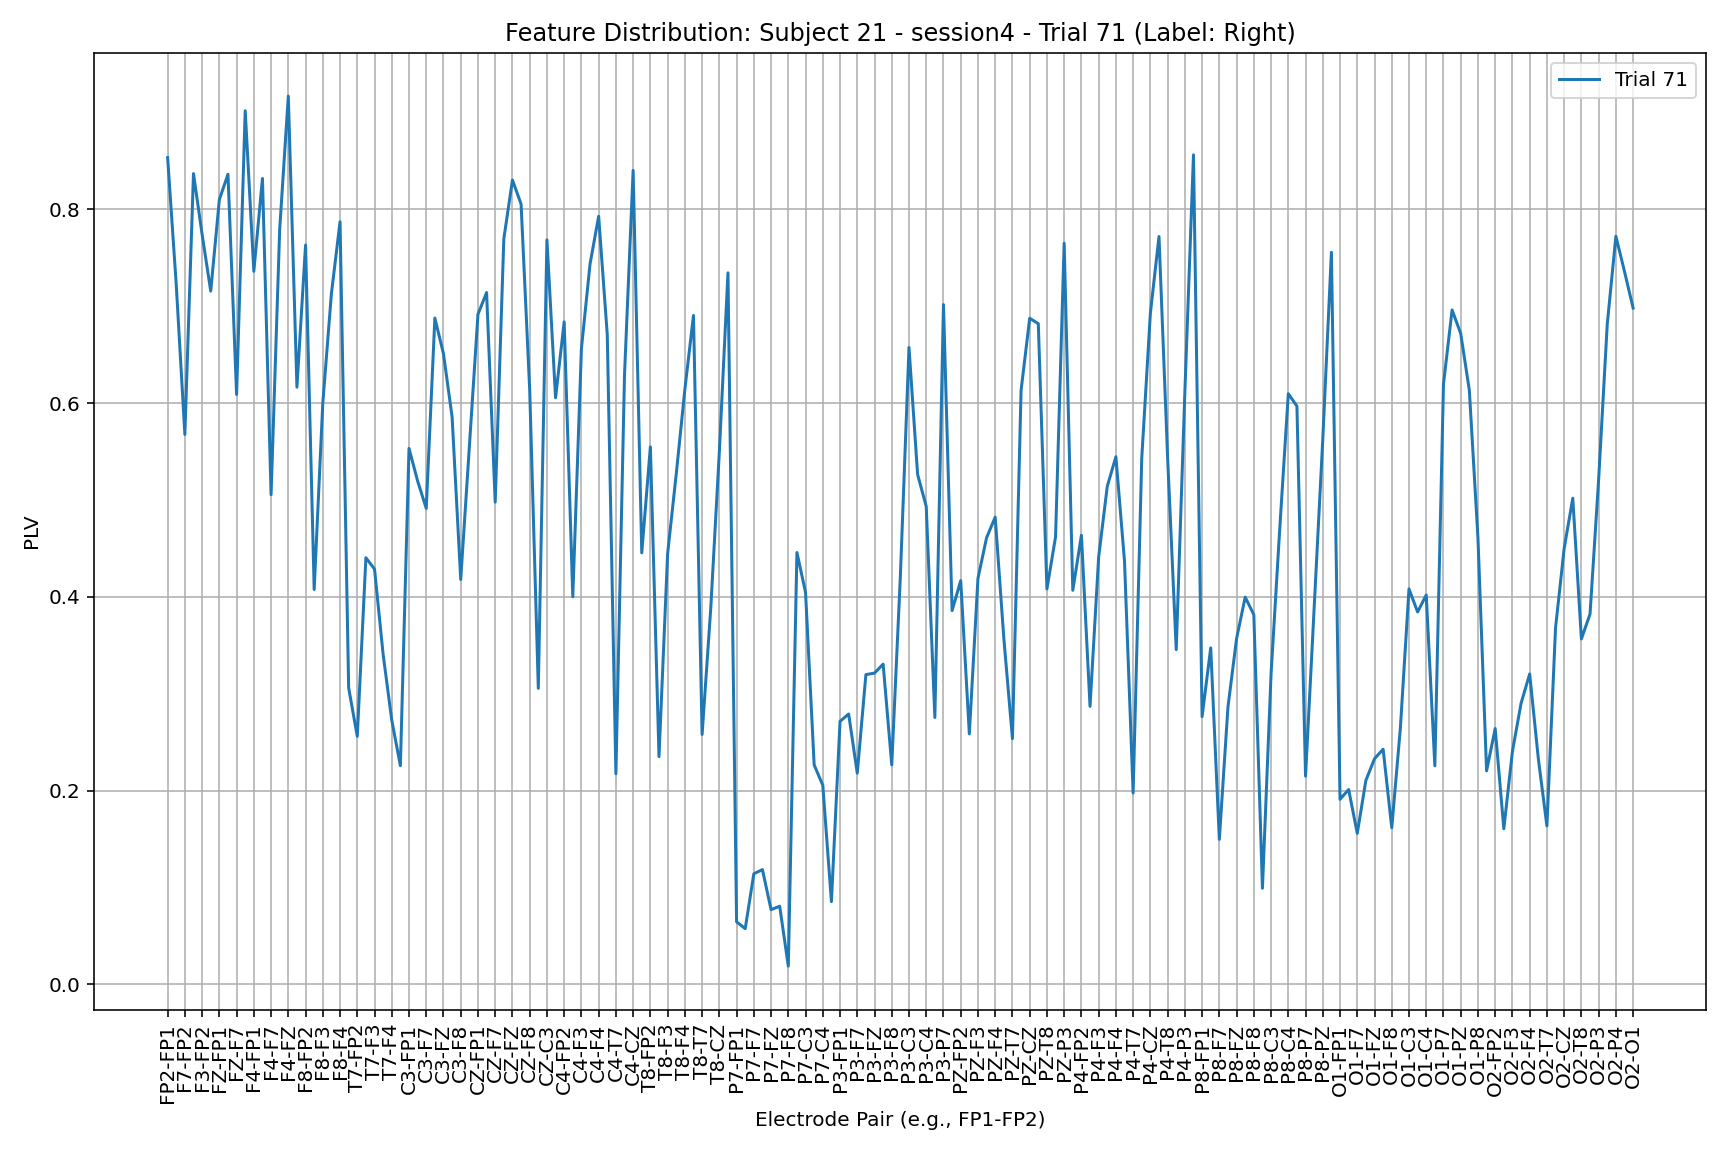 Feature Distribution: Subject 21 - session4 - Trial 71 (Label: Right)
Trial 71
PLV
0.8
0.6
0.4
0.2
0.0
FP2-FP1
F7-FP2
F3-FP2
FZ-FP1
FZ-F7
F4-FP1
F4-F7
F4-FZ
F8-FP2
F8-F3
F8-F4
T7-FP2
T7-F3
T7-F4
C3-FP1
C3-F7
C3-FZ
C3-F8
CZ-FP1
CZ-F7
CZ-FZ
CZ-F8
CZ-C3
C4-FP2
C4-F3
C4-F4
C4-T7
C4-CZ
T8-FP2
T8-F3
T8-F4
T8-T7
T8-CZ
P7-FP1
P7-F7
P7-FZ
P7-F8
P7-C3
P7-C4
P3-FP1
P3-F7
P3-FZ
P3-F8
P3-C3
P3-C4
P3-P7
PZ-FP2
PZ-F3
PZ-F4
PZ-T7
PZ-CZ
PZ-T8
PZ-P3
P4-FP2
P4-F3
P4-F4
P4-T7
P4-CZ
P4-T8
P4-P3
P8-FP1
P8-F7
P8-FZ
P8-F8
P8-C3
P8-C4
P8-P7
P8-PZ
O1-FP1
O1-F7
O1-FZ
O1-F8
O1-C3
O1-C4
O1-P7
O1-PZ
O1-P8
O2-FP2
O2-F3
O2-F4
O2-T7
O2-CZ
O2-T8
O2-P3
O2-P4
O2-O1
Electrode Pair (e.g., FP1-FP2)